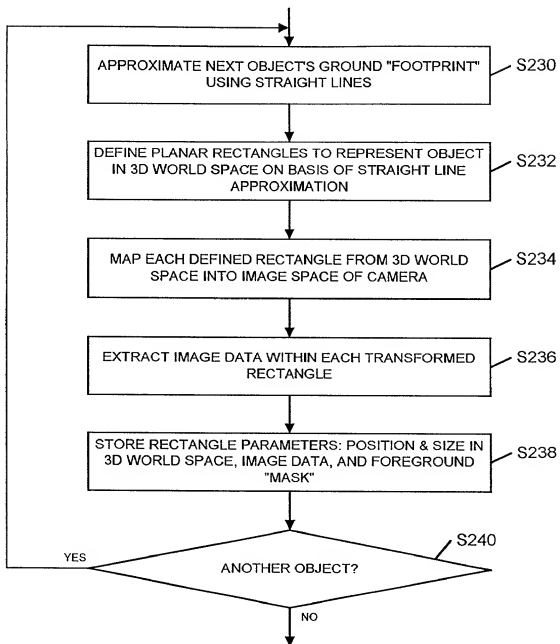 APPROXIMATE NEXT OBJECT'S GROUND "FOOTPRINT"
USING STRAIGHT LINES
S230
DEFINE PLANAR RECTANGLES TO REPRESENT OBJECT
IN 3D WORLD SPACE ON BASIS OF STRAIGHT LINE
APPROXIMATION
S232
MAP EACH DEFINED RECTANGLE FROM 3D WORLD
SPACE INTO IMAGE SPACE OF CAMERA
S234
EXTRACT IMAGE DATA WITHIN EACH TRANSFORMED
RECTANGLE
S236
STORE RECTANGLE PARAMETERS: POSITION & SIZE IN
3D WORLD SPACE, IMAGE DATA, AND FOREGROUND
"MASK"
S238
S240
YES
ANOTHER OBJECT?
NO